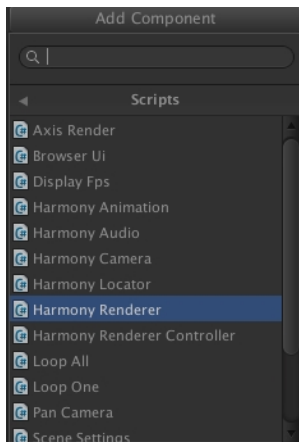 Add Component
Scripts
Axis Render
Browser Ui
Display Fps
Harmony Animation
Harmony Audio
Harmony Camera
Harmony Locator
Harmony Renderer
Harmony Renderer Controller
Loop All
Loop One
Pan Camera
Scene Settings